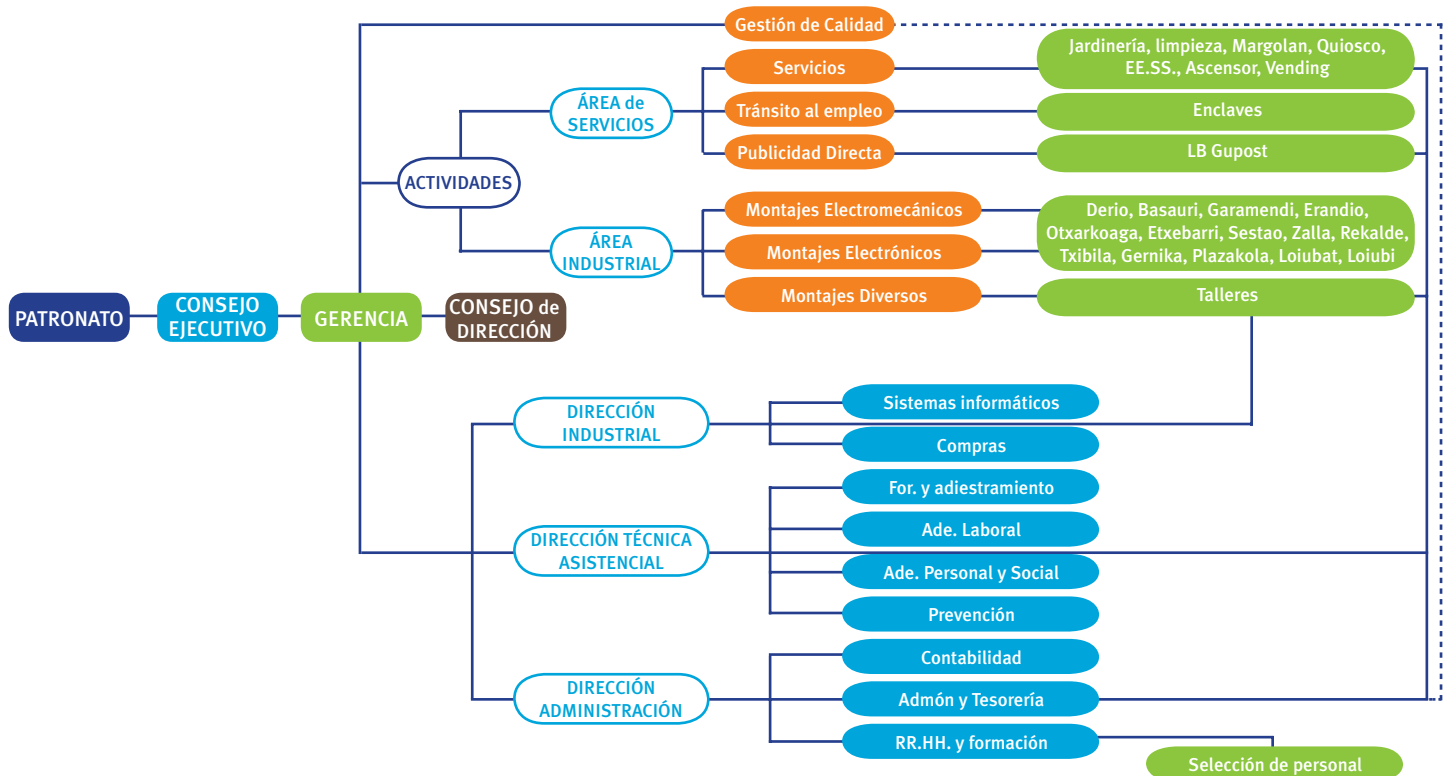 Gestión de Calidad
Servicios
Jardinería, limpieza, Margolan, Quiosco,
EE.SS., Ascensor, Vending
ÁREA de
SERVICIOS
Tránsito al empleo
Enclaves
Publicidad Directa
LB Gupost
ACTIVIDADES
Montajes Electromecánicos
Derio, Basauri, Garamendi, Erandio,
Otxarkoaga, Etxebarri, Sestao, Zalla, Rekalde,
Txibila, Gernika, Plazakola, Loiubat, Loiubi
ÁREA
INDUSTRIAL
Montajes Electrónicos
Montajes Diversos
Talleres
PATRONATO
CONSEJO
EJECUTIVO
GERENCIA
CONSEJO de
DIRECCIÓN
DIRECCIÓN
INDUSTRIAL
Sistemas informáticos
Compras
For. y adiestramiento
Ade. Laboral
DIRECCIÓN TÉCNICA
ASISTENCIAL
Ade. Personal y Social
Prevención
Contabilidad
DIRECCIÓN
ADMINISTRACIÓN
Admón y Tesorería
RR.HH. y formación
Selección de personal